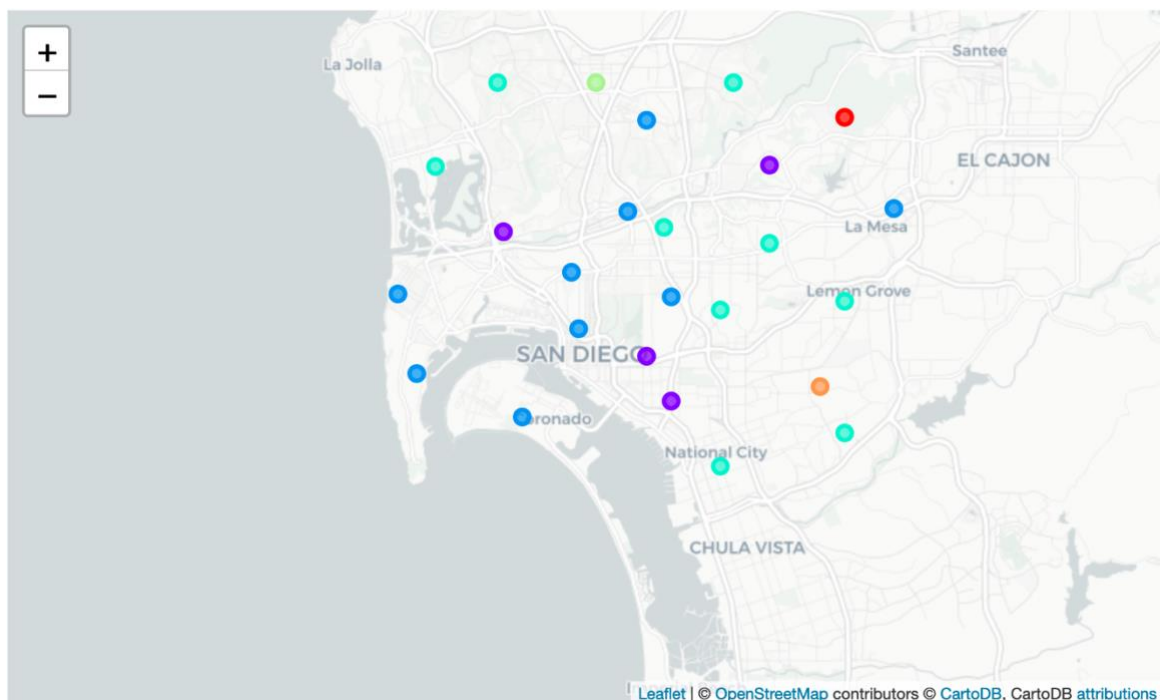 +
Santee
La Jolla
−
EL CAJON
La Mesa
Lemon Grove
SAN DIEGO
Coronado
National City
CHULA VISTA
Leaflet | © OpenStreetMap contributors © CartoDB, CartoDB attributions